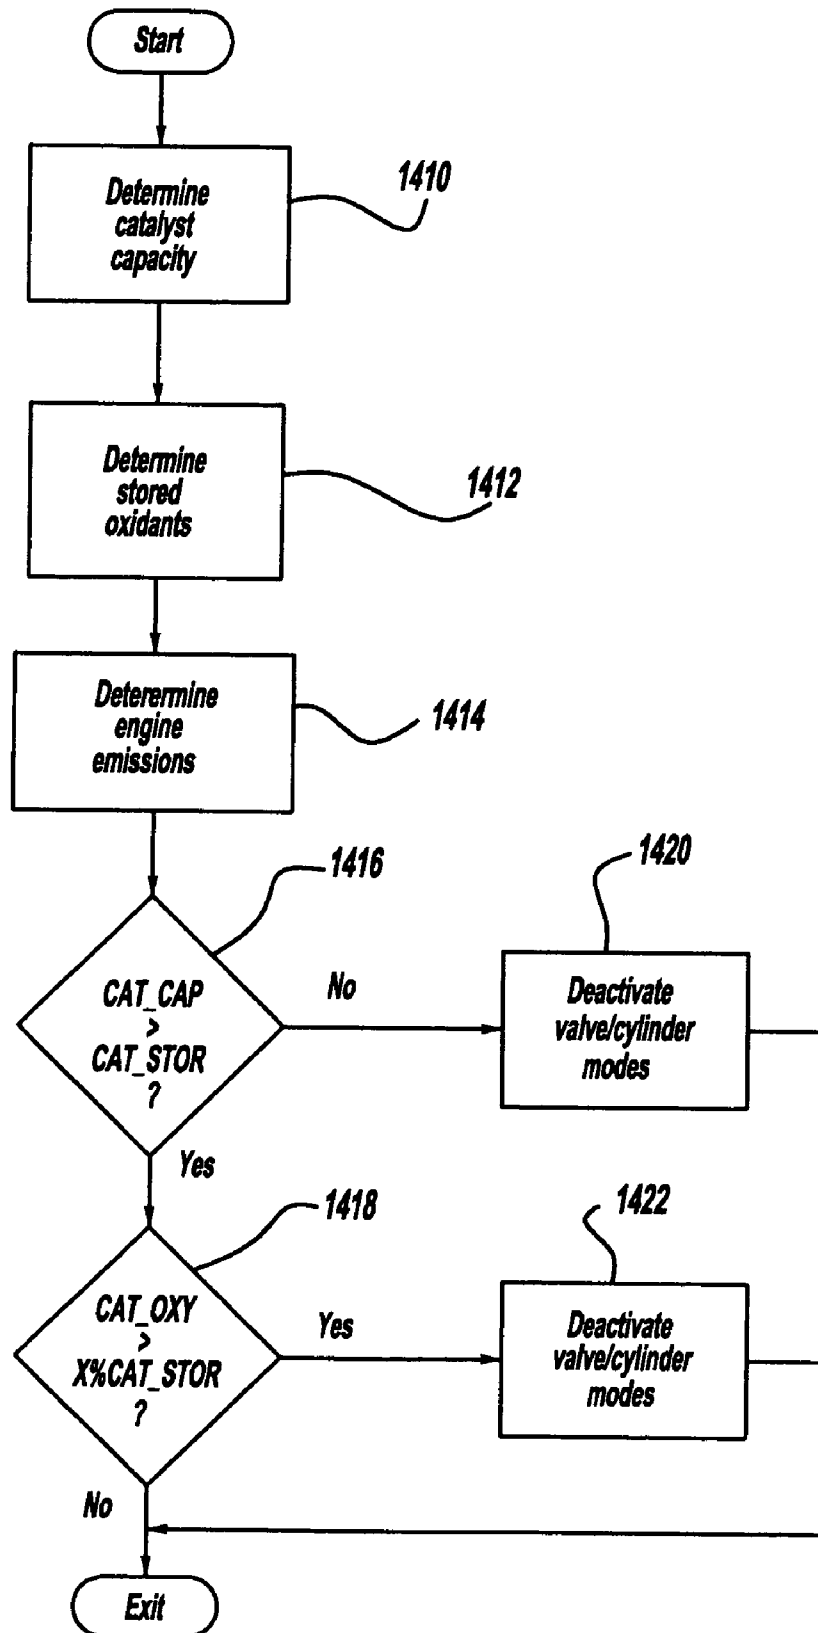 Start
Determine
catalyst
capacity
1410
Determine
stored
oxidants
1412
Deterermine
engine
emissions
1414
1416
CAT_CAP
>
CAT_STOR
?
No
1420
Deactivate
valve/cylinder
modes
Yes
1418
CAT_OXY
>
X%CAT_STOR
?
Yes
1422
Deactivate
valve/cylinder
modes
No
Exit